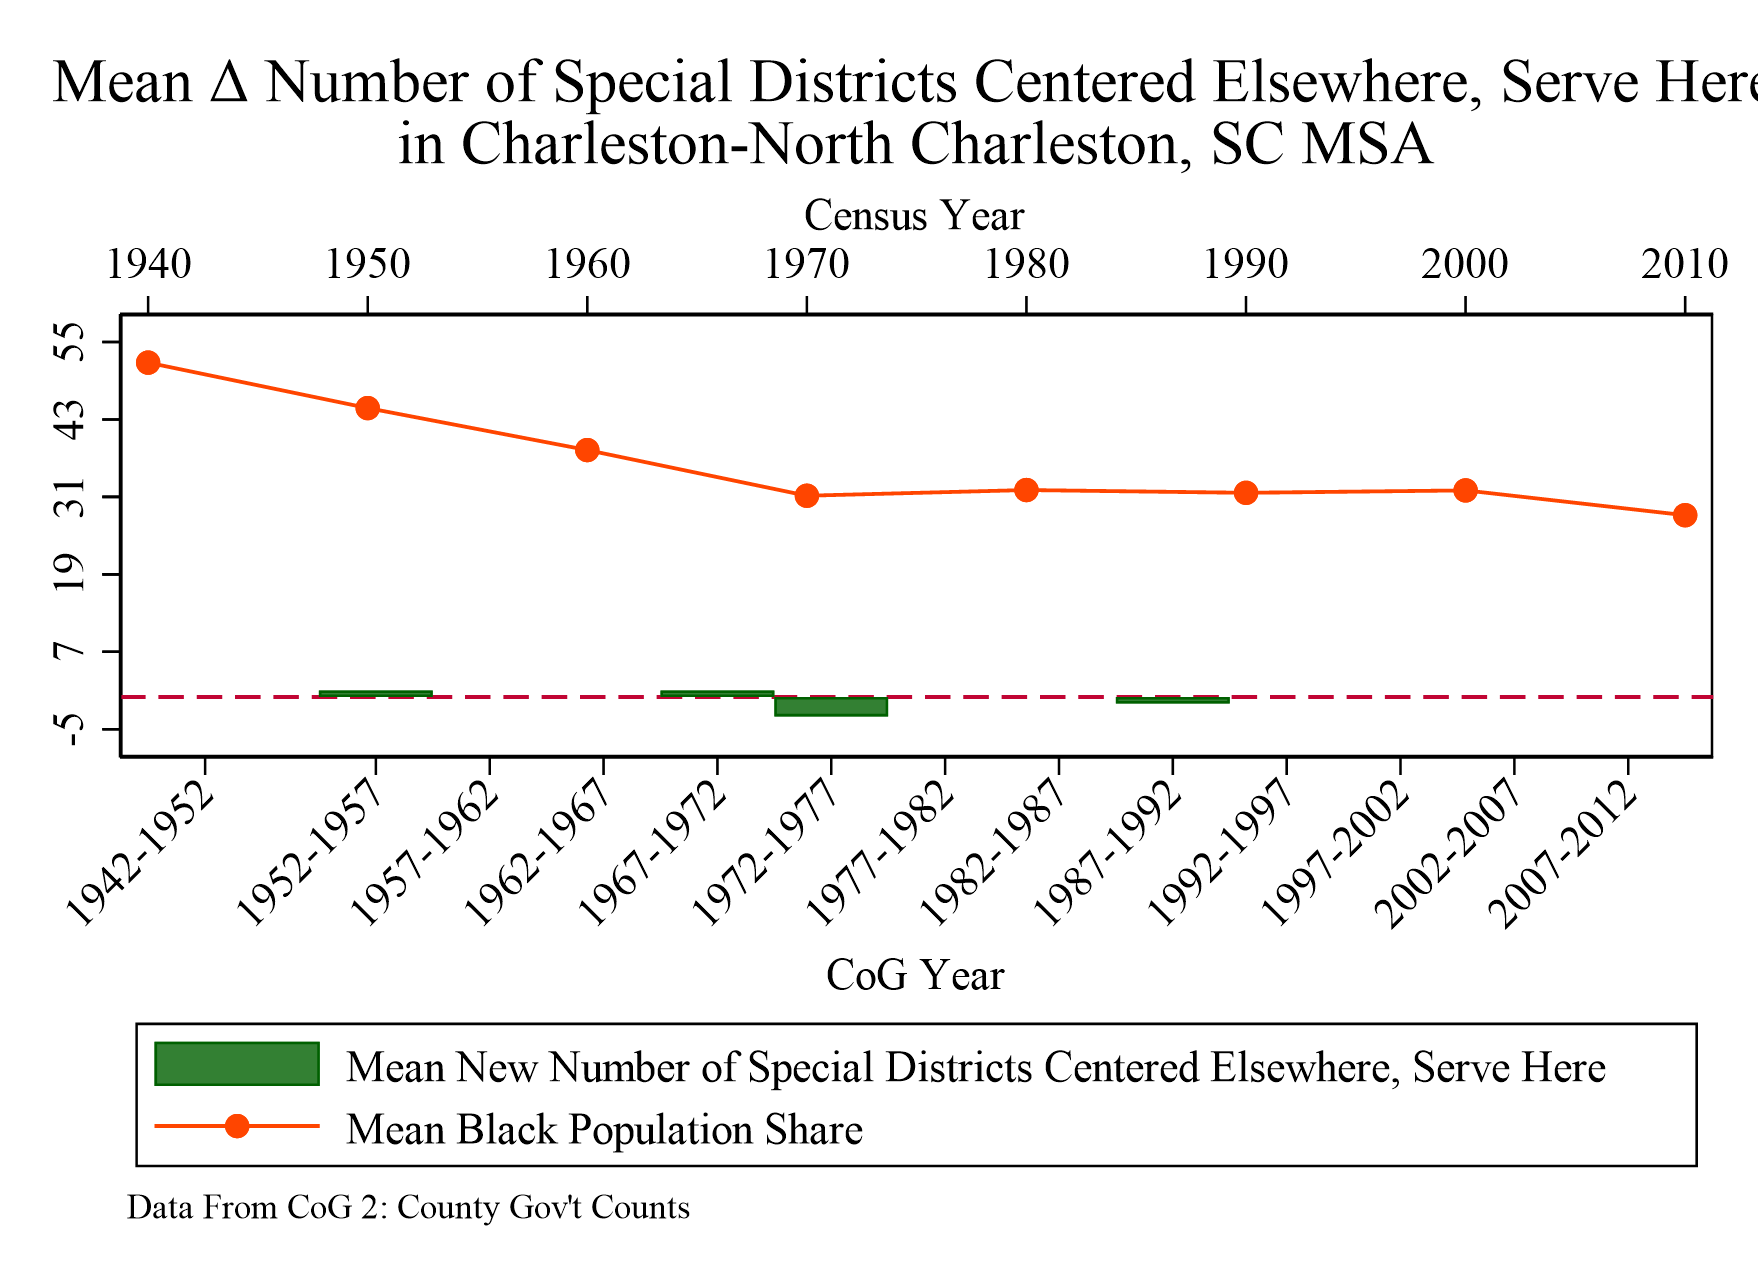 Mean Δ Number of Special Districts Centered Elsewhere, Serve Here
in Charleston-North Charleston, SC MSA
Census Year
1940 1950 1960 1970 1980 1990 2000 2010
55
43
31
19
7
-5
1942-1952 1952-1957 1957-1962 1962-1967 1967-1972 1972-1977 1977-1982 1982-1987 1987-1992 1992-1997 1997-2002 2002-2007 2007-2012
CoG Year
Mean New Number of Special Districts Centered Elsewhere, Serve Here
Mean Black Population Share
Data From CoG 2: County Gov't Counts